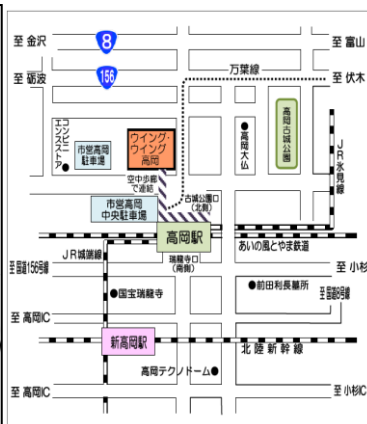 至 金沢
8
至 富山
至 砺波
156
万葉線
至 伏木
コンビニ
エンスストア
市営高岡
駐車場
ウイング・
ウイング
高岡
高岡大仏
高岡古城公園
JR氷見線
空中歩廊
で連結
市営高岡
中央駐車場
古城公園口
(北側)
高岡駅
あいの風とやま鉄道
JR城端線
瑞龍寺口
(南側)
至 国道156号線
至 小杉
国宝瑞龍寺
前田利長墓所
至 国道8号線
至 高岡IC
新高岡駅
北陸新幹線
高岡テクノドーム
至 高岡IC
至 小杉IC